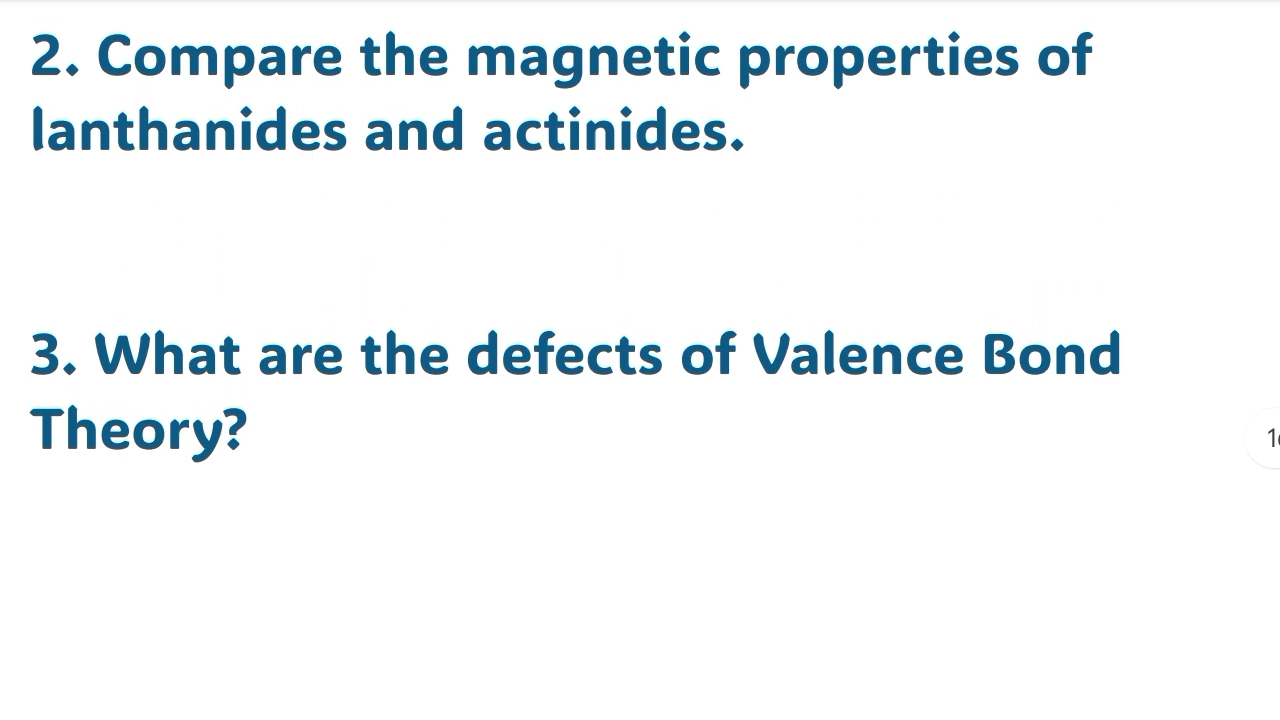 2. Compare the magnetic properties of
lanthanides and actinides.
3. What are the defects of Valence Bond
Theory?